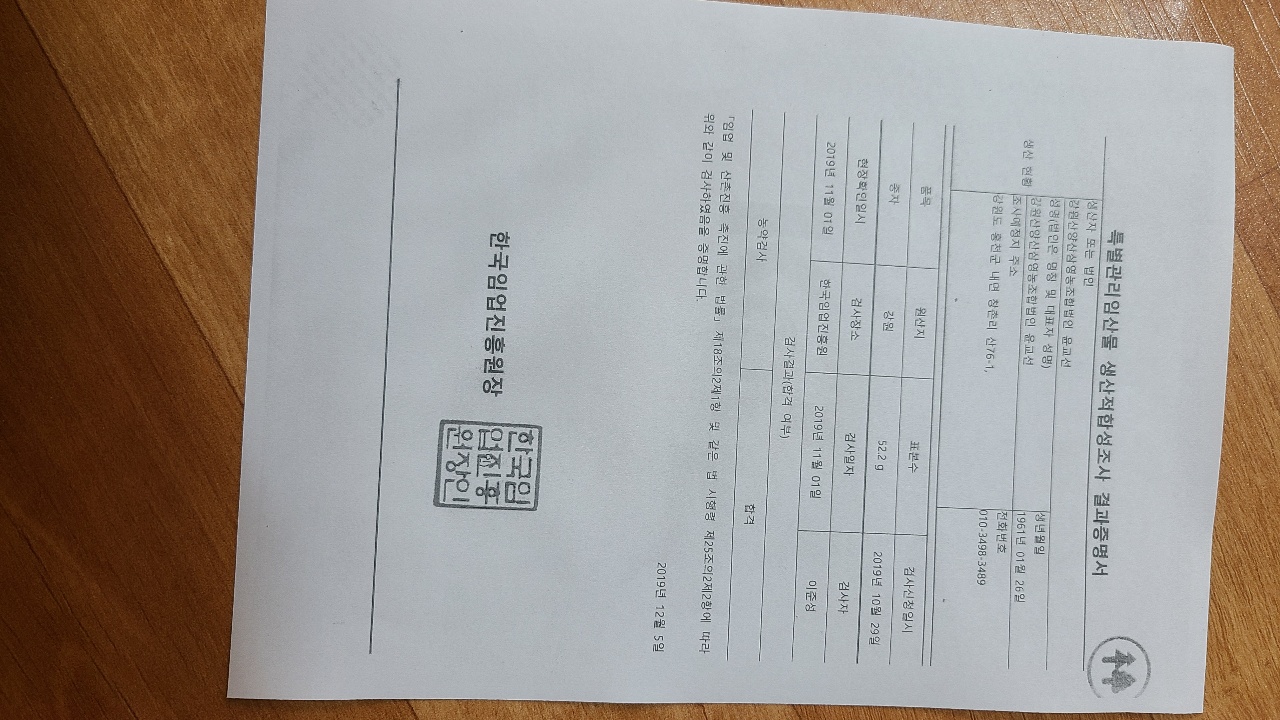 특별관리임산물 생산적합성조사 결과증명서
생산 현황
생산자 또는 법인
강원산양산삼영농조합법인 윤교선
성명(법인은 명칭 및 대표자 성명)
강원산양산삼영농조합법인 윤교선
생년월일
1961년 01월 26일
조사예정지 주소
강원도 홍천군 내면 창촌리 산76-1,
전화번호
010-3498-3489
품목 원산지 표본수 검사신청일시
종자 강원 522 g 2019년 10월 29일
현장확인일시 검사장소 검사일자 검사자
2019년 11월 01일 한국임업진흥원 2019년 11월 01일 이준성
검사결과(합격 여부)
농약검사 합격
「임업 및 산촌진흥 촉진에 관한 법률」 제18조의2제1항 및 같은 법 시행령 제25조의2제2항에 따라
위와 같이 검사하였음을 증명합니다.
2019년 12월 5일
한국임업진흥원장
한국임
업진흥
원장인